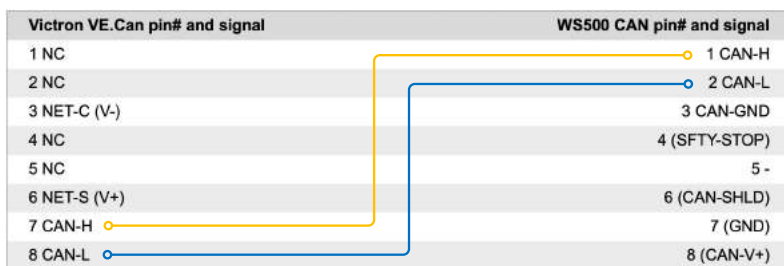 Victron VE.Can pin# and signal WS500 CAN pin# and signal
1 NC 1 CAN-H
2 NC 2 CAN-L
3 NET-C (V-) 3 CAN-GND
4 NC 4 (SFTY-STOP)
5 NC 5 -
6 NET-S (V+) 6 (CAN-SHLD)
7 CAN-H 7 (GND)
8 CAN-L 8 (CAN-V+)